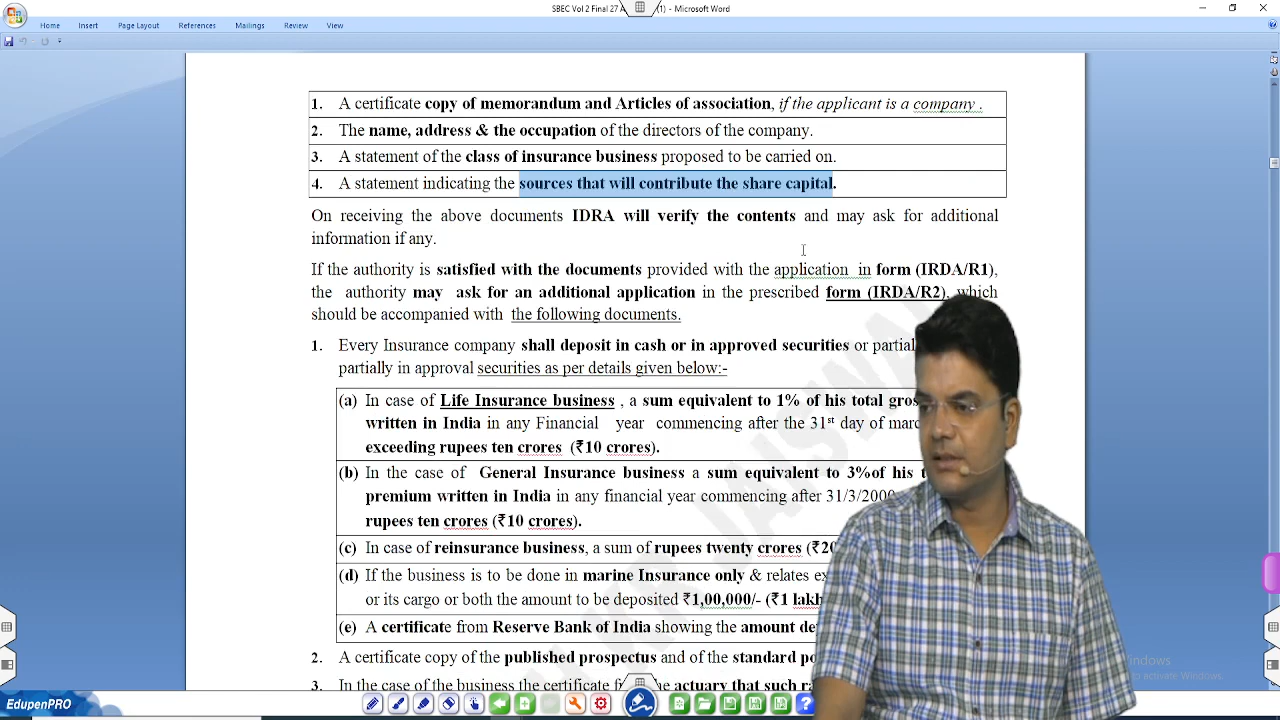 SBEC Vol 2 Final 27 A (1) - Microsoft Word
Home Insert Page Layout References Mailings Review View
1. A certificate copy of memorandum and Articles of association, if the applicant is a company .
2. The name, address & the occupation of the directors of the company.
3. A statement of the class of insurance business proposed to be carried on.
4. A statement indicating the sources that will contribute the share capital.
On receiving the above documents IDRA will verify the contents and may ask for additional
information if any.
If the authority is satisfied with the documents provided with the application in form (IRDA/R1),
the authority may ask for an additional application in the prescribed form (IRDA/R2), which
should be accompanied with the following documents.
1. Every Insurance company shall deposit in cash or in approved securities or partial
partially in approval securities as per details given below:-
(a) In case of Life Insurance business , a sum equivalent to 1% of his total gros
written in India in any Financial year commencing after the 31st day of marc
exceeding rupees ten crores (₹10 crores).
(b) In the case of General Insurance business a sum equivalent to 3%of his t
premium written in India in any financial year commencing after 31/3/2000
rupees ten crores (₹10 crores).
(c) In case of reinsurance business, a sum of rupees twenty crores (₹20
(d) If the business is to be done in marine Insurance only & relates ex
or its cargo or both the amount to be deposited ₹1,00,000/- (₹1 lakh
(e) A certificate from Reserve Bank of India showing the amount de
2. A certificate copy of the published prospectus and of the standard po
3. In the case of the business the certificate f the actuary that such ra
JAISWAL
indows
o activate Windows.
EdupenPRO